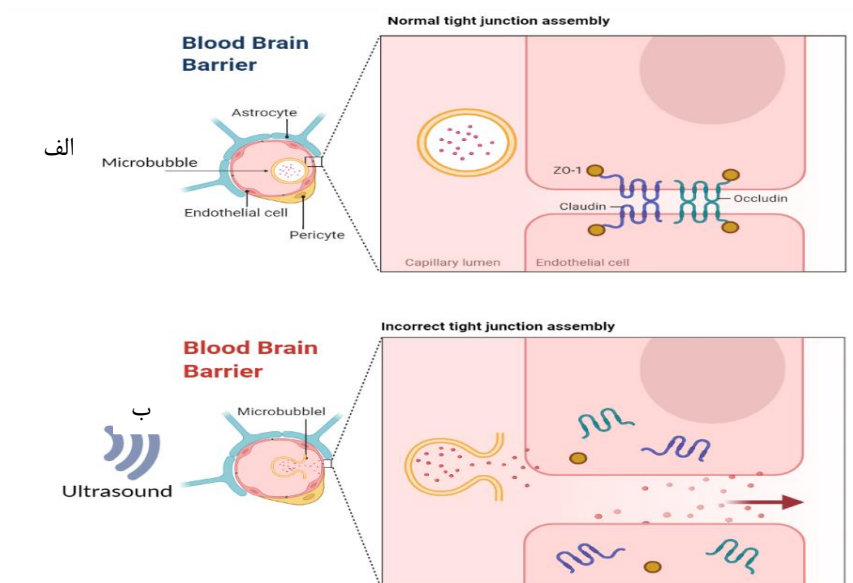 Normal tight junction assembly
Blood Brain
Barrier
Astrocyte
الف
Microbubble
Endothelial cell
Pericyte
ZO-1
Claudin
Occludin
Capillary lumen
Endothelial cell
Incorrect tight junction assembly
Blood Brain
Barrier
ب
Microbubblel
Ultrasound